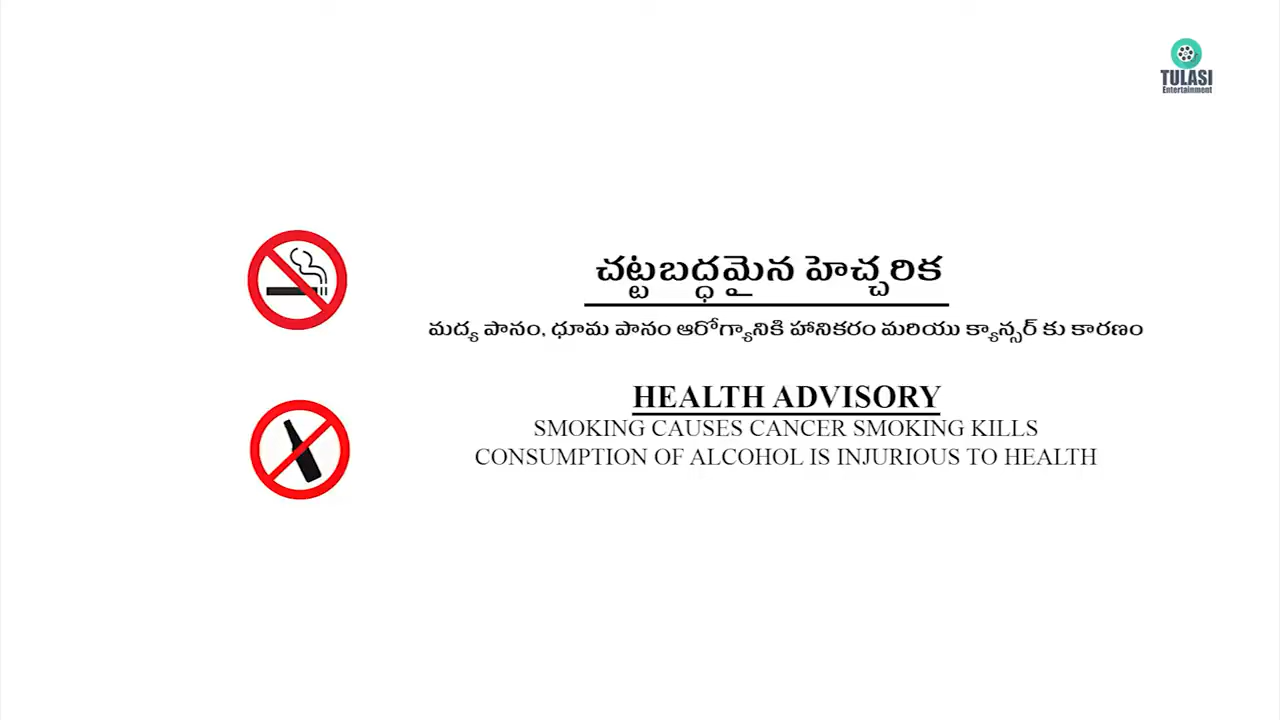 TULASI
Entertainment
చట్టబద్ధమైన హెచ్చరిక
మద్య పానం, ధూమ పానం ఆరోగ్యానికి హానికరం మరియు క్యాన్సర్ కు కారణం
HEALTH ADVISORY
SMOKING CAUSES CANCER SMOKING KILLS
CONSUMPTION OF ALCOHOL IS INJURIOUS TO HEALTH